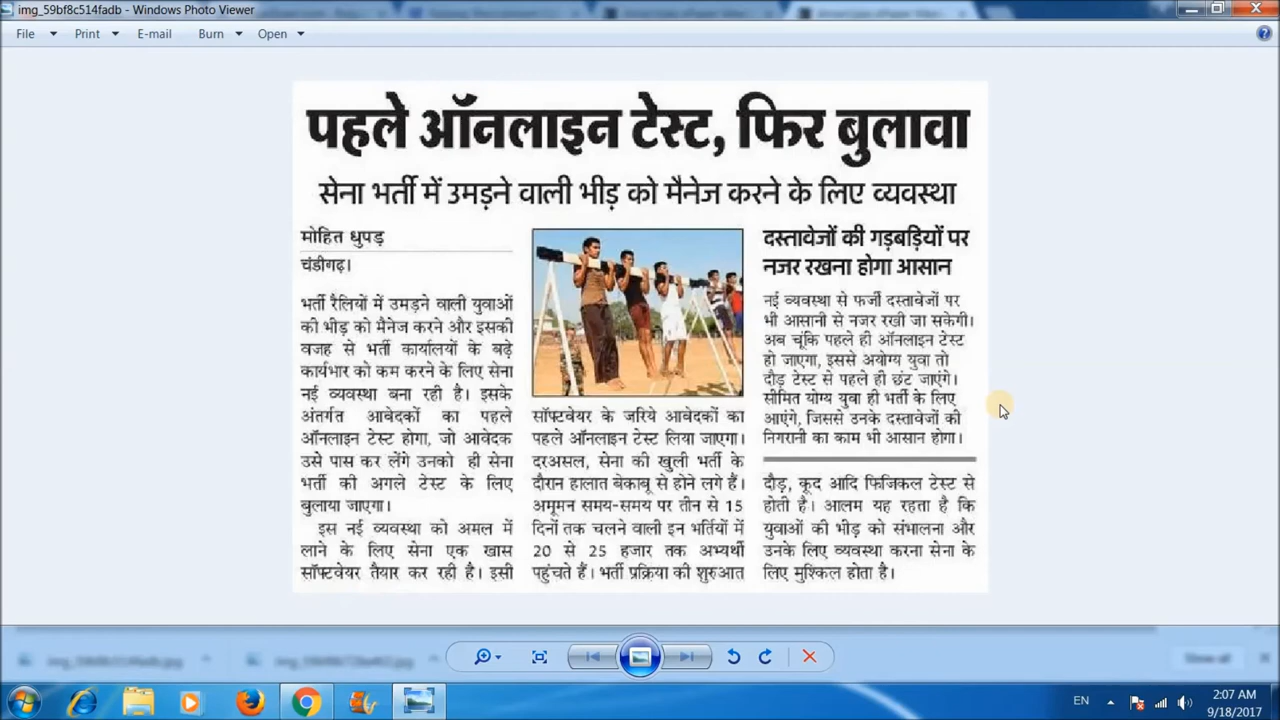 img_59bf8c514fadb - Windows Photo Viewer
File Print E-mail Burn Open
पहले ऑनलाइन टेस्ट, फिर बुलावा
सेना भर्ती में उमड़ने वाली भीड़ को मैनेज करने के लिए व्यवस्था
मोहित धुपड़
चंडीगढ़।
भर्ती रैलियों में उमड़ने वाली युवाओं
की भीड़ को मैनेज करने और इसकी
वजह से भर्ती कार्यालयों के बढ़े
कार्यभार को कम करने के लिए सेना
नई व्यवस्था बना रही है। इसके
अंतर्गत आवेदकों का पहले
ऑनलाइन टेस्ट होगा, जो आवेदक
उसे पास कर लेंगे उनको ही सेना
भर्ती की अगले टेस्ट के लिए
बुलाया जाएगा।
इस नई व्यवस्था को अमल में
लाने के लिए सेना एक खास
सॉफ्टवेयर तैयार कर रही है। इसी
सॉफ्टवेयर के जरिये आवेदकों का
पहले ऑनलाइन टेस्ट लिया जाएगा।
दरअसल, सेना की खुली भर्ती के
दौरान हालात बेकाबू से होने लगे हैं।
अमूमन समय-समय पर तीन से 15
दिनों तक चलने वाली इन भर्तियों में
20 से 25 हजार तक अभ्यर्थी
पहुंचते हैं। भर्ती प्रक्रिया की शुरुआत
दस्तावेजों की गड़बड़ियों पर
नजर रखना होगा आसान
नई व्यवस्था से फर्जी दस्तावेजों पर
भी आसानी से नजर रखी जा सकेगी।
अब चूंकि पहले ही ऑनलाइन टेस्ट
हो जाएगा, इससे अयोग्य युवा तो
दौड़ टेस्ट से पहले ही छंट जाएंगे।
सीमित योग्य युवा ही भर्ती के लिए
आएंगे, जिससे उनके दस्तावेजों की
निगरानी का काम भी आसान होगा।
दौड़, कूद आदि फिजिकल टेस्ट से
होती है। आलम यह रहता है कि
युवाओं की भीड़ को संभालना और
उनके लिए व्यवस्था करना सेना के
लिए मुश्किल होता है।
Show all
EN
2:07 AM
9/18/2017